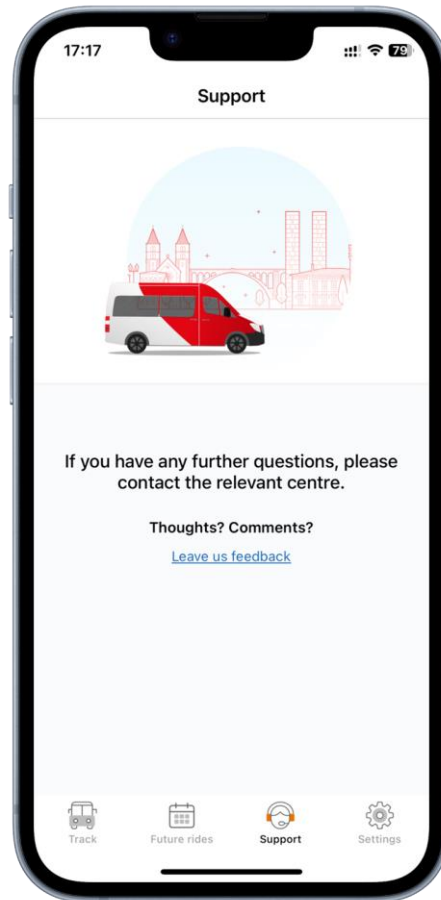 17:17
79
Support
If you have any further questions, please
contact the relevant centre.
Thoughts? Comments?
Leave us feedback
Track
Future rides
Support
Settings